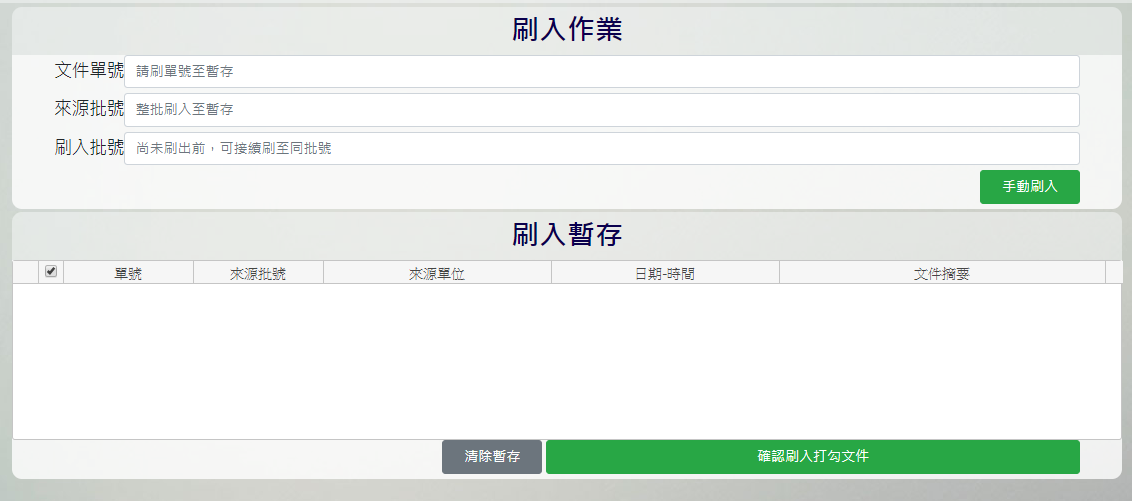 刷入作業
文件單號 請刷單號至暫存
來源批號 整批刷入至暫存
刷入批號 尚未刷出前，可接續刷至同批號
手動刷入
刷入暫存
單號 來源批號 來源單位 日期-時間 文件摘要
清除暫存 確認刷入打勾文件